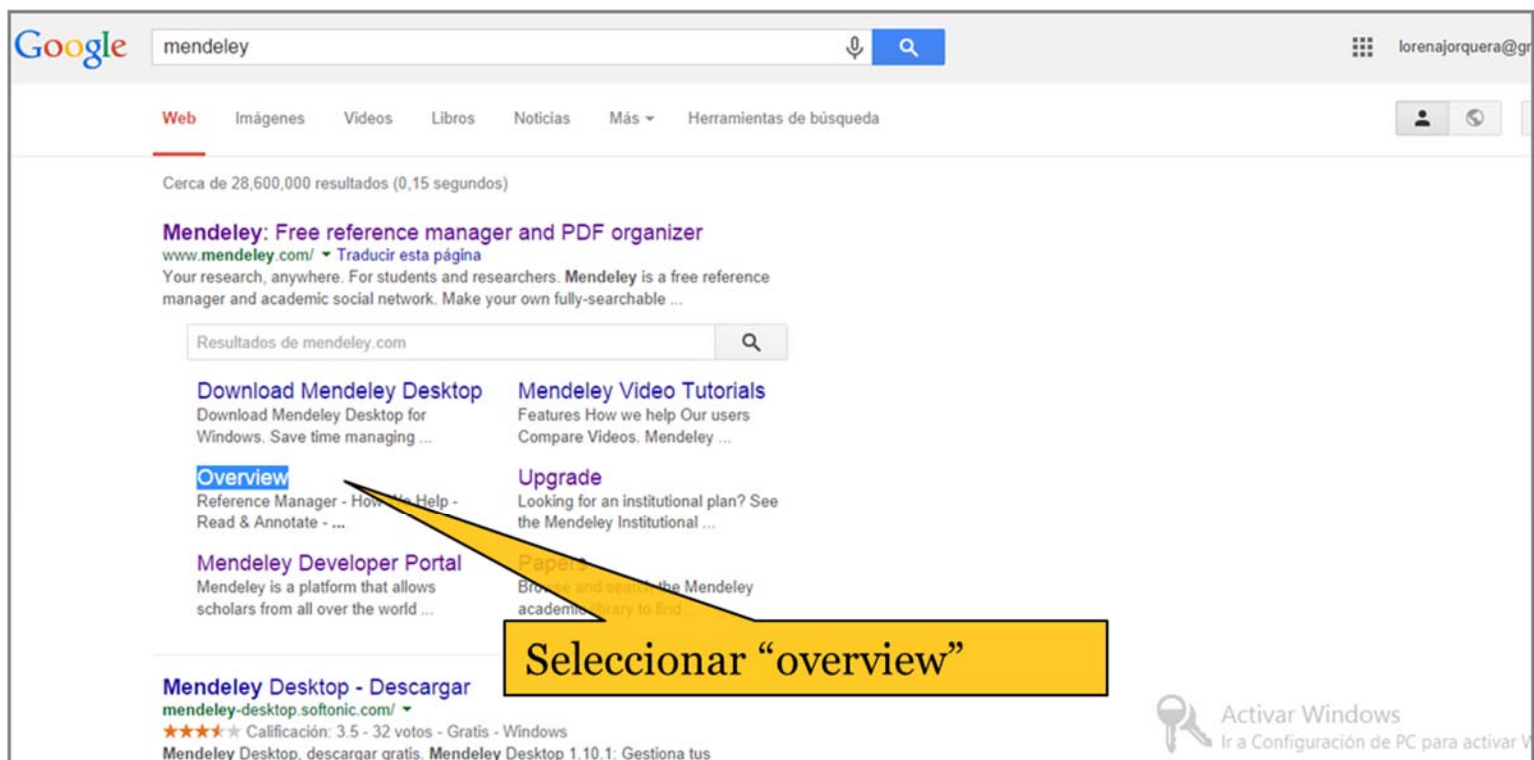 Google mendeley lorenajorquera@gr
Web Imágenes Videos Libros Noticias Más Herramientas de búsqueda
Cerca de 28,600,000 resultados (0,15 segundos)
Mendeley: Free reference manager and PDF organizer
www.mendeley.com/ Traducir esta página
Your research, anywhere. For students and researchers. Mendeley is a free reference
manager and academic social network. Make your own fully-searchable ...
Resultados de mendeley.com
Download Mendeley Desktop
Download Mendeley Desktop for
Windows. Save time managing ...
Mendeley Video Tutorials
Features How we help Our users
Compare Videos. Mendeley ...
Overview
Reference Manager - How We Help -
Read & Annotate - ...
Upgrade
Looking for an institutional plan? See
the Mendeley Institutional ...
Mendeley Developer Portal
Mendeley is a platform that allows
scholars from all over the world ...
Papers
Browse and search the Mendeley
academic library to find
Seleccionar “overview”
Mendeley Desktop - Descargar
mendeley-desktop.softonic.com/
Calificación: 3.5 - 32 votos - Gratis - Windows
Mendeley Desktop, descargar gratis. Mendeley Desktop 1.10.1: Gestiona tus
Activar Windows
Ir a Configuración de PC para activar W